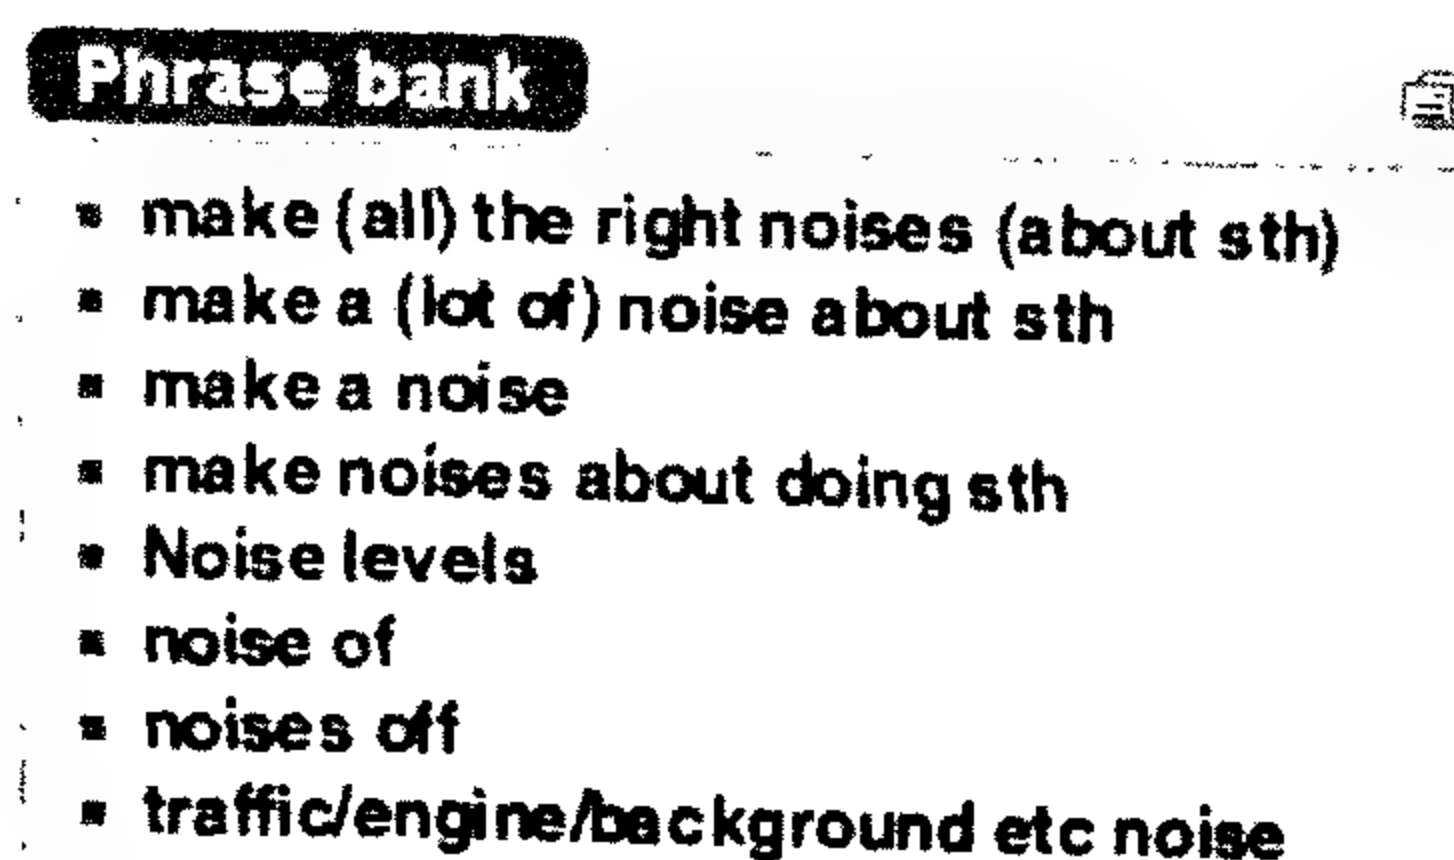 Phrase bank
make (all) the right noises (about sth)
make a (lot of) noise about sth
make a noise
make noises about doing sth
Noise levels
noise of
noises off
traffic/engine/background etc noise